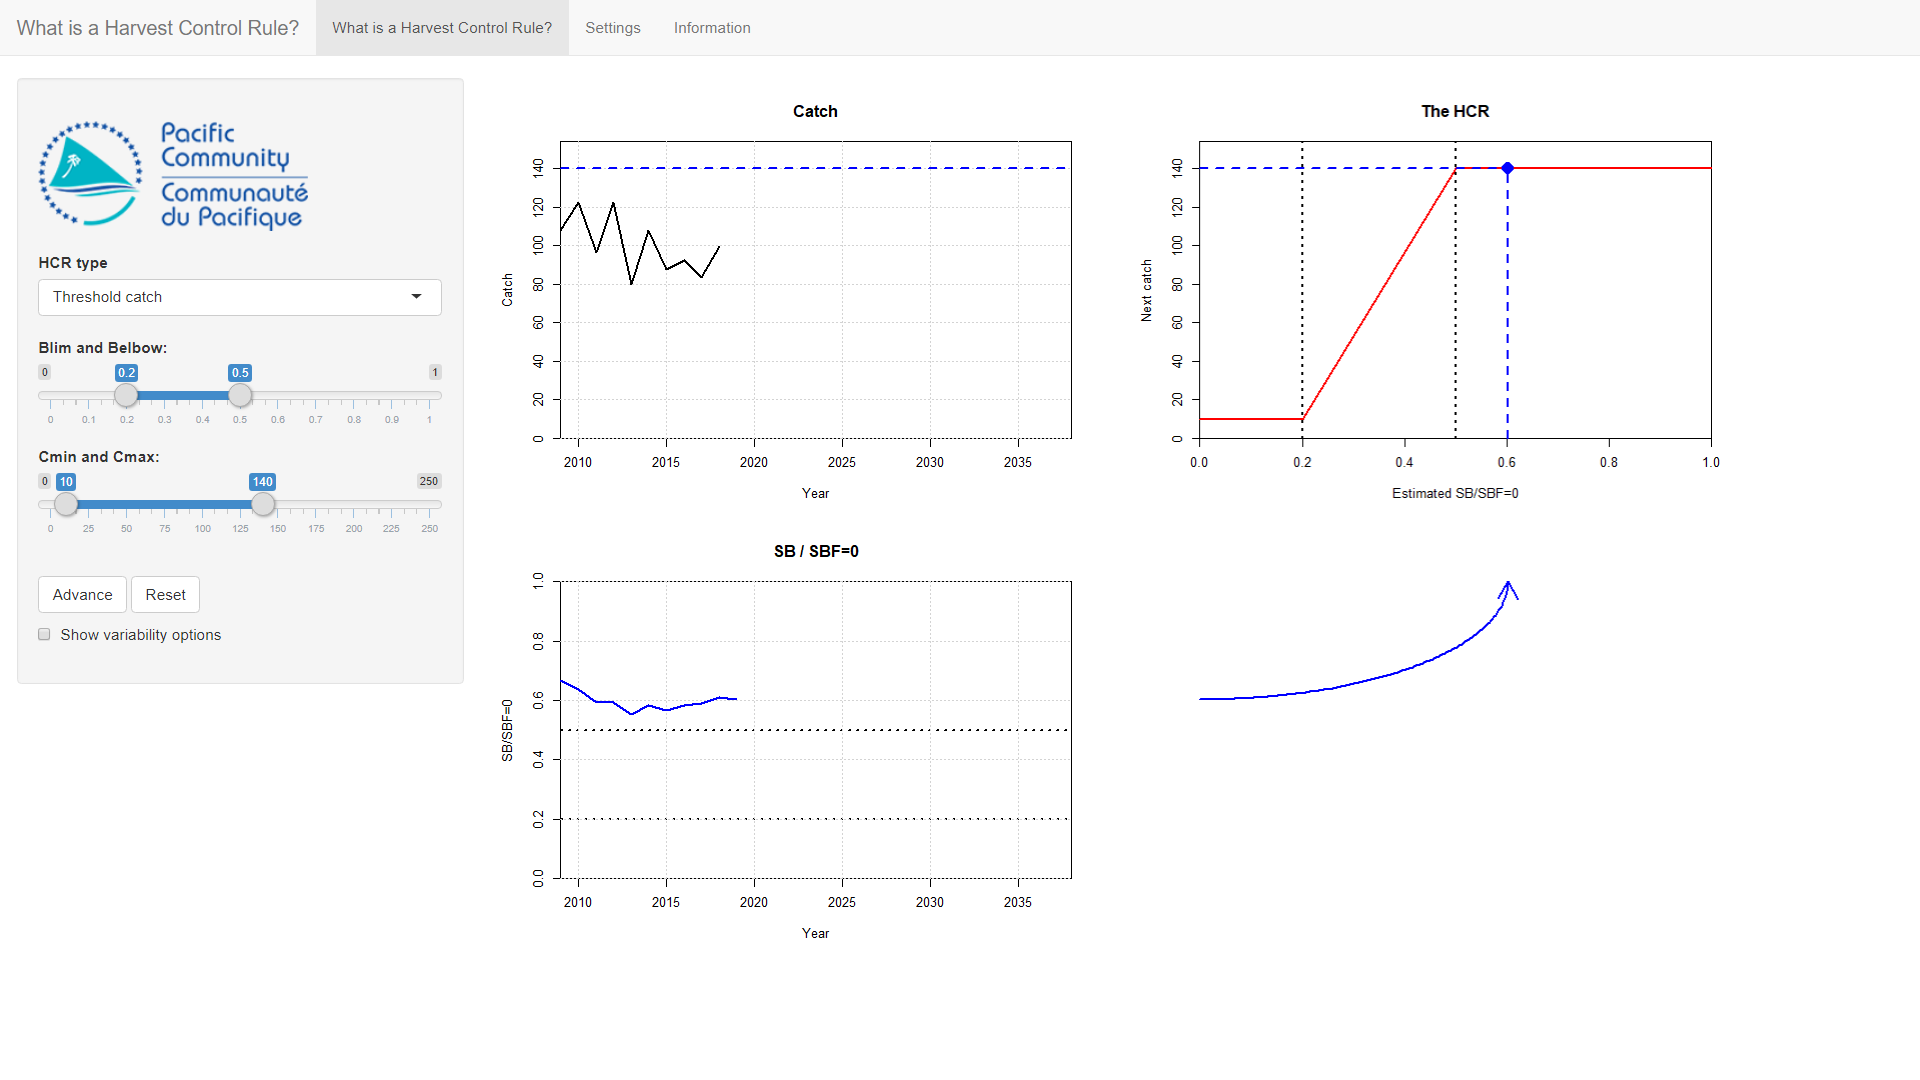 What is a Harvest Control Rule? What is a Harvest Control Rule? Settings Information
Pacific
Community
Communauté
du Pacifique
HCR type
Threshold catch
Blim and Belbow:
0 0.2 0.5 1
0 0.1 0.2 0.3 0.4 0.5 0.6 0.7 0.8 0.9 1
Cmin and Cmax:
0 10 140 250
0 25 50 75 100 125 150 175 200 225 250
Advance Reset
Show variability options
Catch
140
120
100
80
60
40
20
0
Catch
2010 2015 2020 2025 2030 2035
Year
The HCR
140
120
100
80
60
40
20
0
Next catch
0.0 0.2 0.4 0.6 0.8 1.0
Estimated SB/SBF=0
SB / SBF=0
1.0
0.8
0.6
0.4
0.2
0.0
SB/SBF=0
2010 2015 2020 2025 2030 2035
Year